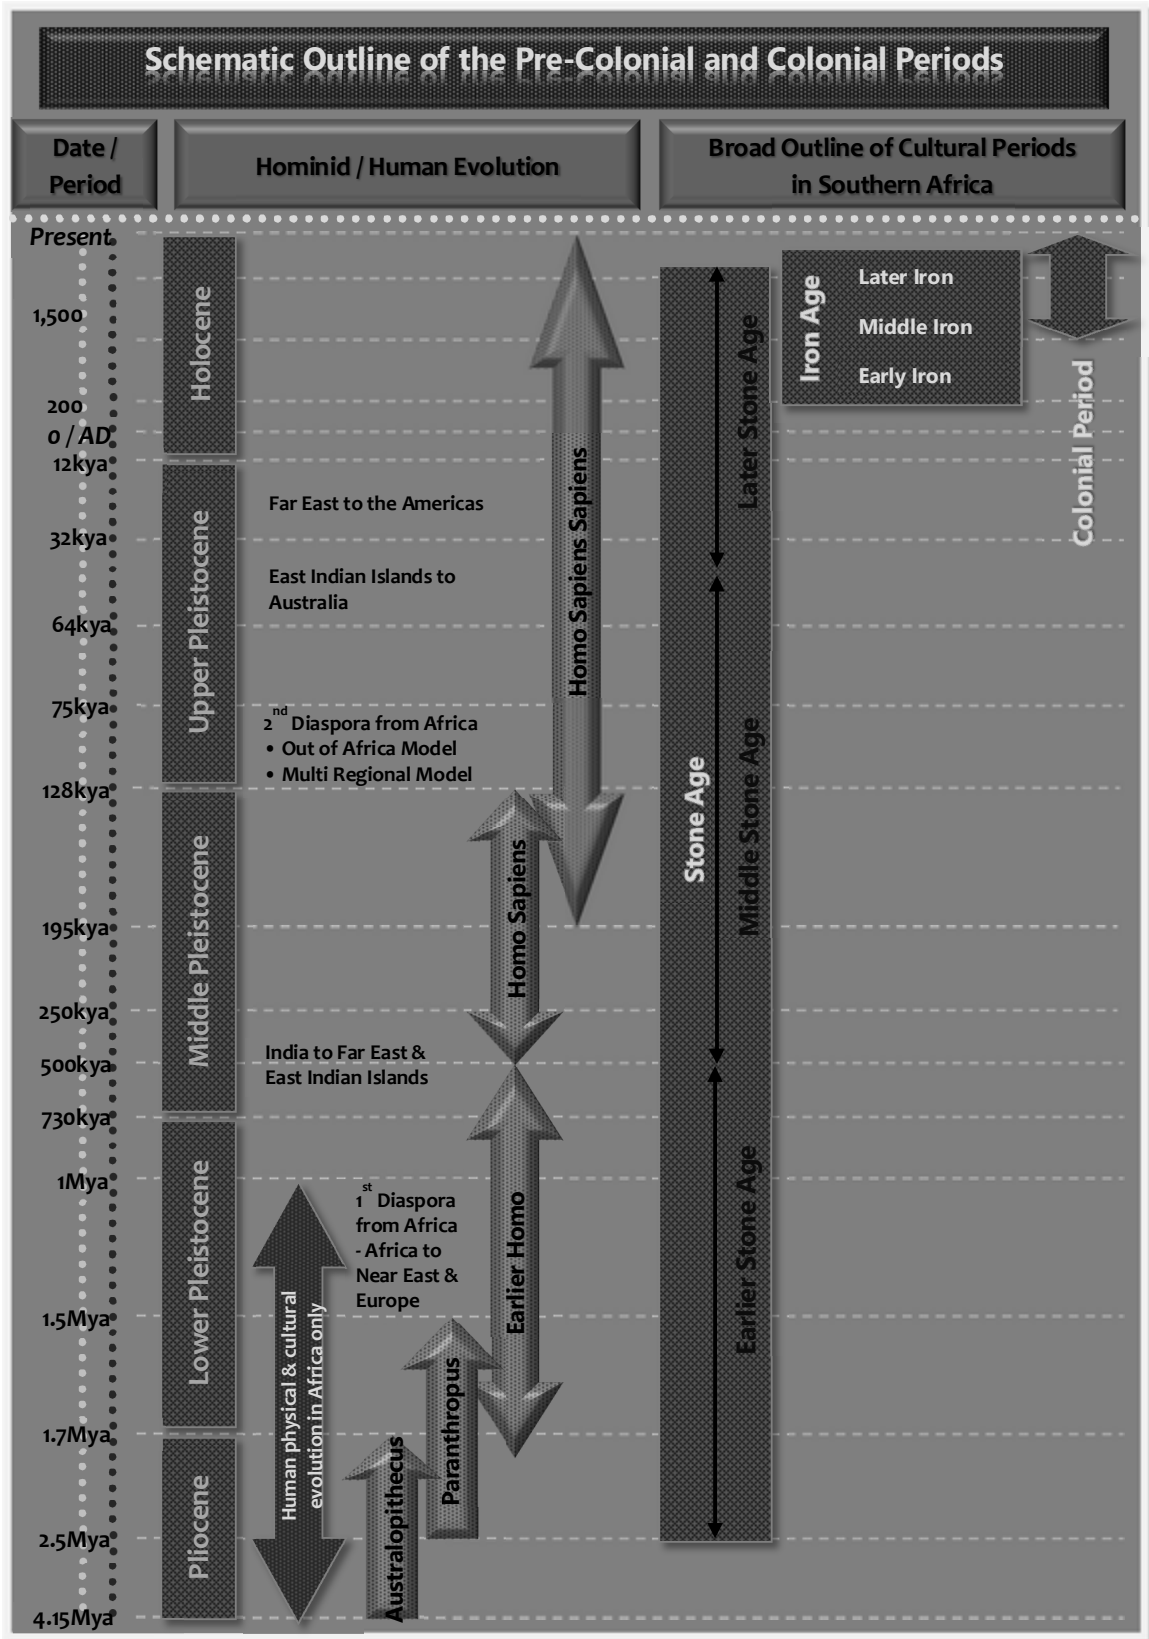 Schematic Outline of the Pre-Colonial and Colonial Periods
Date /
Period
Hominid / Human Evolution
Broad Outline of Cultural Periods
in Southern Africa
Present
1,500
200
0 / AD
12kya
32kya
64kya
75kya
128kya
195kya
250kya
500kya
730kya
1Mya
1.5Mya
1.7Mya
2.5Mya
4.15Mya
Holocene
Upper Pleistocene
Middle Pleistocene
Lower Pleistocene
Pliocene
Far East to the Americas
East Indian Islands to
Australia
2nd Diaspora from Africa
• Out of Africa Model
• Multi Regional Model
India to Far East &
East Indian Islands
1st Diaspora
from Africa
- Africa to
Near East &
Europe
Human physical & cultural
evolution in Africa only
Australopithecus
Paranthropus
Earlier Homo
Homo Sapiens
Homo Sapiens Sapiens
Stone Age
Later Stone Age
Middle Stone Age
Earlier Stone Age
Iron Age
Later Iron
Middle Iron
Early Iron
Colonial Period